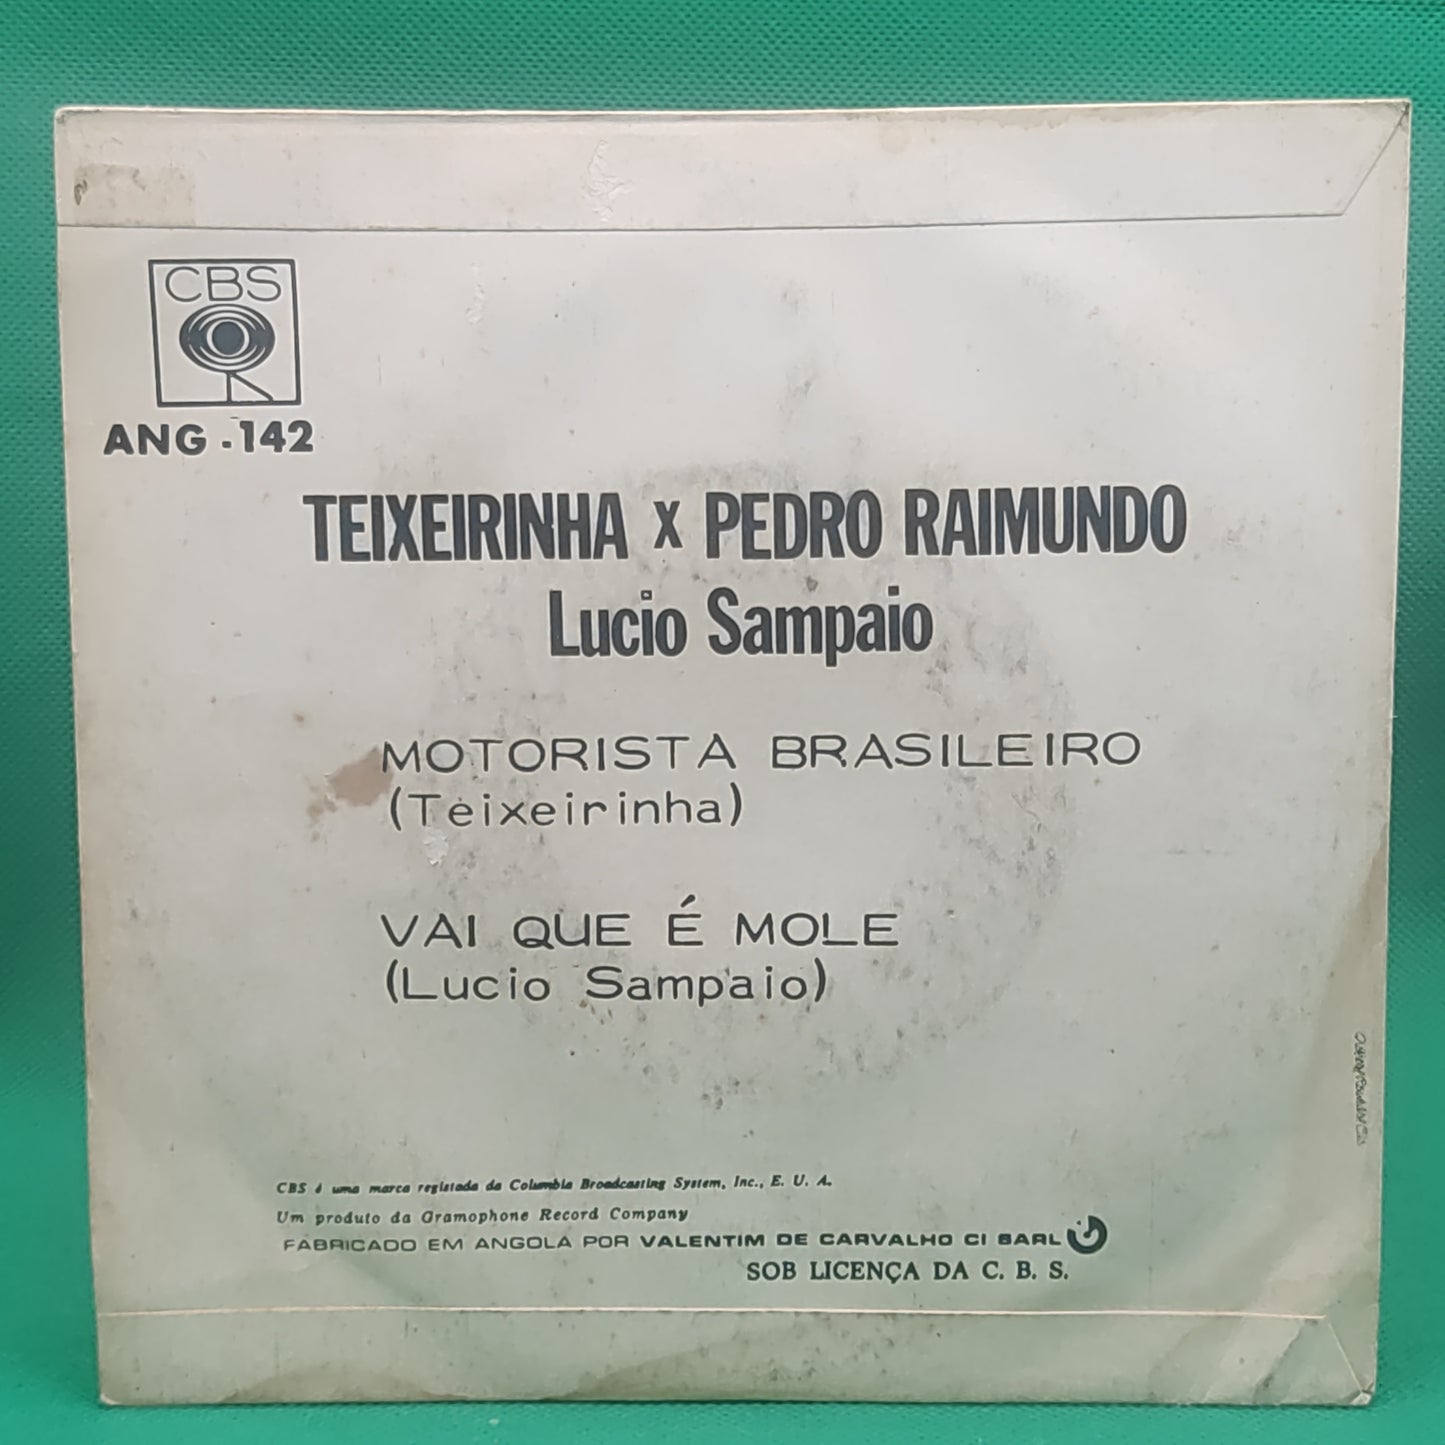 CBS
ANG - 142
TEIXEIRINHA X PEDRO RAIMUNDO
Lucio Sampaio
MOTORISTA BRASILEIRO
(Teixeirinha)
VAI QUE É MOLE
(Lucio Sampaio)
CBS é uma marca registada da Columbia Broadcasting System, Inc., E. U. A.
Um produto da Gramophone Record Company
FABRICADO EM ANGOLA POR VALENTIM DE CARVALHO CI SARL
SOB LICENÇA DA C. B. S.